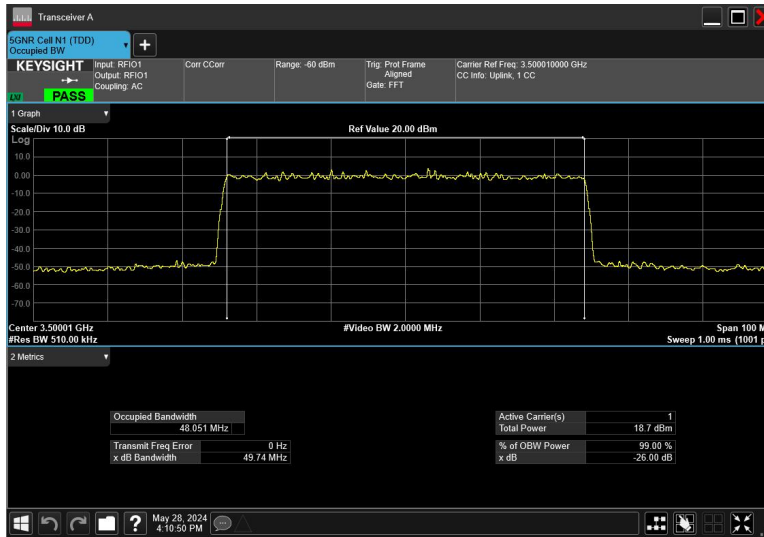 Transceiver A
5GNR Cell N1 (TDD)
Occupied BW
KEYSIGHT
LXI
PASS
Input: RFIO1
Output: RFIO1
Coupling: AC
Corr CCorr
Range: -60 dBm
Trig: Prot Frame
Aligned
Gate: FFT
Carrier Ref Freq: 3.500010000 GHz
CC Info: Uplink, 1 CC
1 Graph
Scale/Div 10.0 dB
Ref Value 20.00 dBm
Log
10.0
0.00
-10.0
-20.0
-30.0
-40.0
-50.0
-60.0
-70.0
Center 3.50001 GHz
#Video BW 2.0000 MHz
Span 100 M
#Res BW 510.00 kHz
Sweep 1.00 ms (1001 p
2 Metrics
Occupied Bandwidth
48.051 MHz
Transmit Freq Error 0 Hz
x dB Bandwidth 49.74 MHz
Active Carrier(s) 1
Total Power 18.7 dBm
% of OBW Power 99.00 %
x dB -26.00 dB
May 28, 2024
4:10:50 PM